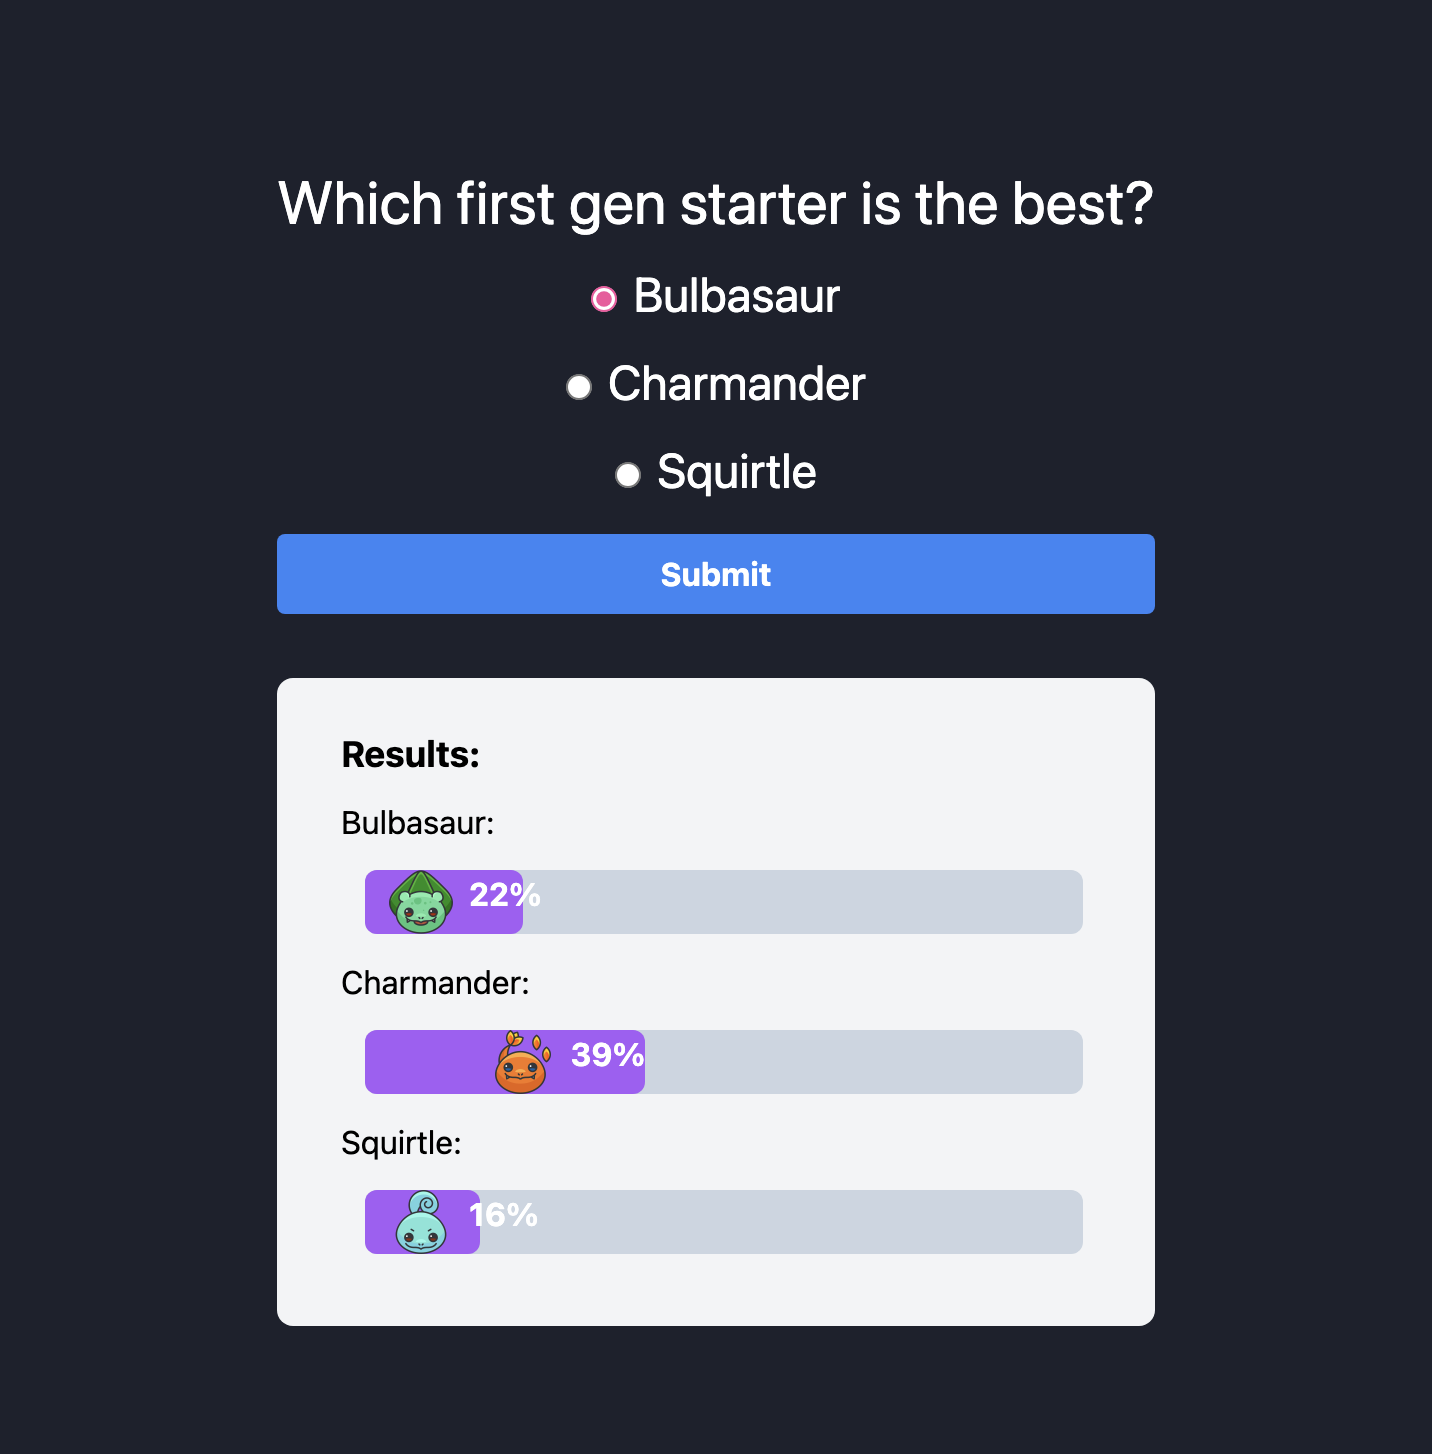 Which first gen starter is the best?
Bulbasaur
Charmander
Squirtle
Submit
Results:
Bulbasaur:
22%
Charmander:
39%
Squirtle:
16%